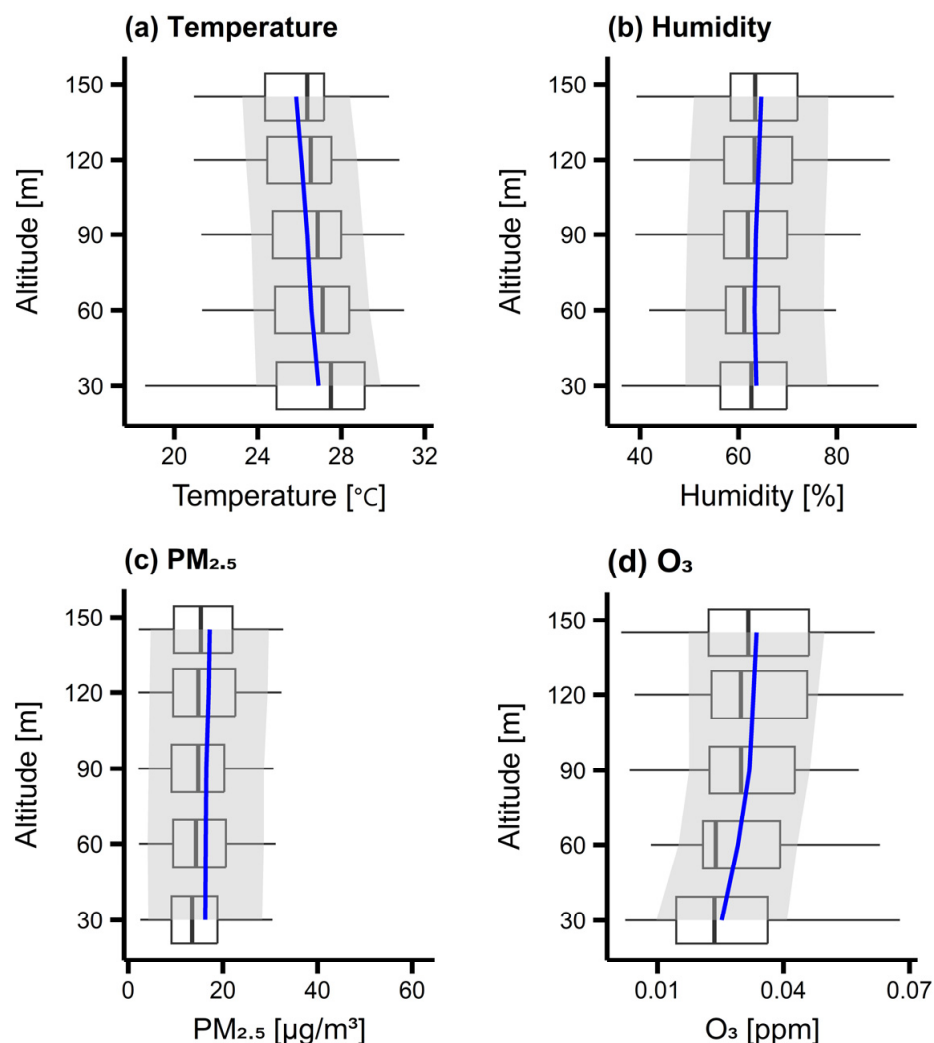 (a) Temperature
Altitude [m]
150
120
90
60
30
20 24 28 32
Temperature [°C]
(b) Humidity
Altitude [m]
150
120
90
60
30
40 60 80
Humidity [%]
(c) PM₂.₅
Altitude [m]
150
120
90
60
30
0 20 40 60
PM₂.₅ [µg/m³]
(d) O₃
Altitude [m]
150
120
90
60
30
0.01 0.04 0.07
O₃ [ppm]